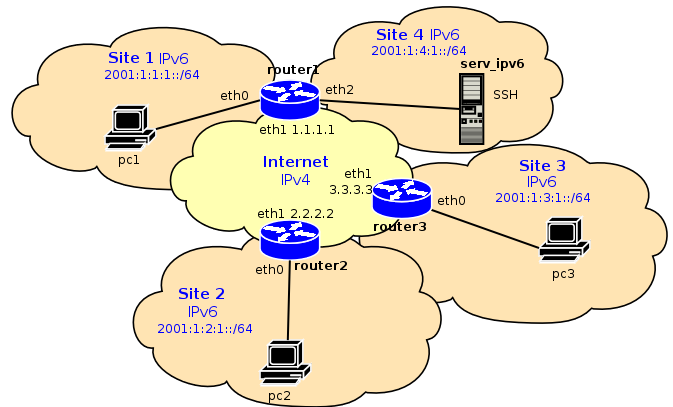 Site 1 IPv6
2001:1:1:1::/64
pc1
eth0
router1
eth2
eth1 1.1.1.1
Site 4 IPv6
2001:1:4:1::/64
serv_ipv6
SSH
Internet
IPv4
eth1
3.3.3.3
eth0
router3
Site 3
IPv6
2001:1:3:1::/64
pc3
eth1 2.2.2.2
eth0
router2
Site 2
IPv6
2001:1:2:1::/64
pc2